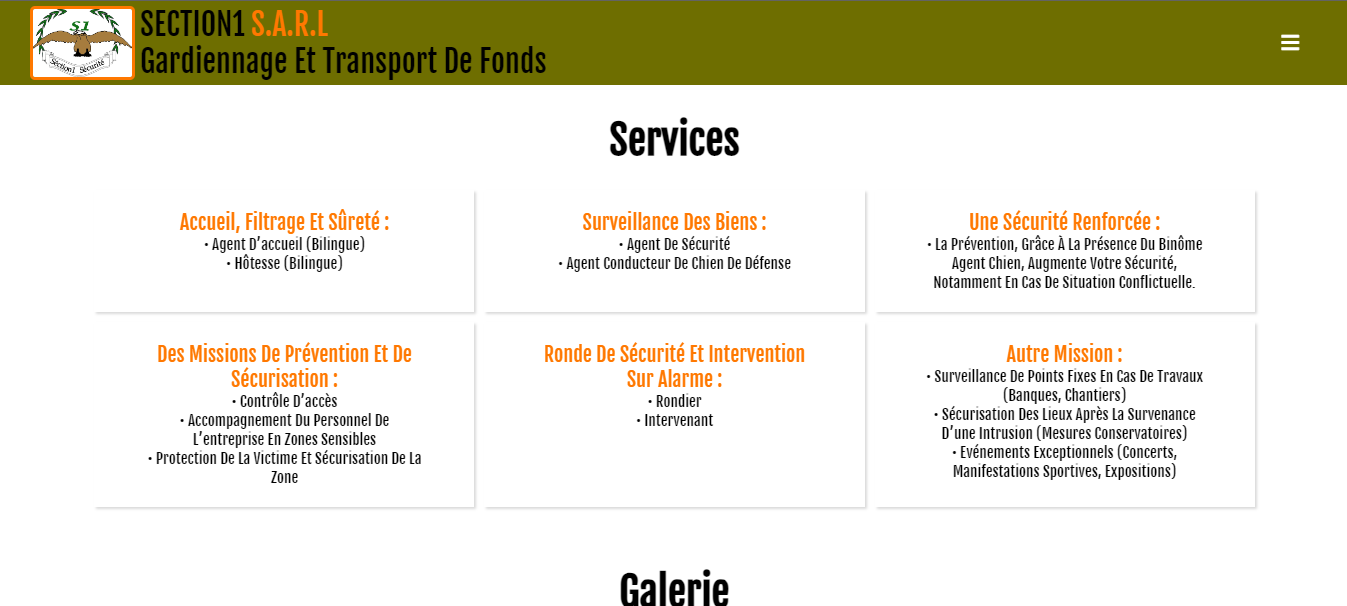 S1
Section1 Sécurité
SECTION1 S.A.R.L
Gardiennage Et Transport De Fonds
Services
Accueil, Filtrage Et Sûreté :
• Agent D’accueil (Bilingue)
• Hôtesse (Bilingue)
Surveillance Des Biens :
• Agent De Sécurité
• Agent Conducteur De Chien De Défense
Une Sécurité Renforcée :
• La Prévention, Grâce À La Présence Du Binôme
Agent Chien, Augmente Votre Sécurité,
Notamment En Cas De Situation Conflictuelle.
Des Missions De Prévention Et De
Sécurisation :
• Contrôle D’accès
• Accompagnement Du Personnel De
L’entreprise En Zones Sensibles
• Protection De La Victime Et Sécurisation De La
Zone
Ronde De Sécurité Et Intervention
Sur Alarme :
• Rondier
• Intervenant
Autre Mission :
• Surveillance De Points Fixes En Cas De Travaux
(Banques, Chantiers)
• Sécurisation Des Lieux Après La Survenance
D’une Intrusion (Mesures Conservatoires)
• Evénements Exceptionnels (Concerts,
Manifestations Sportives, Expositions)
Galerie